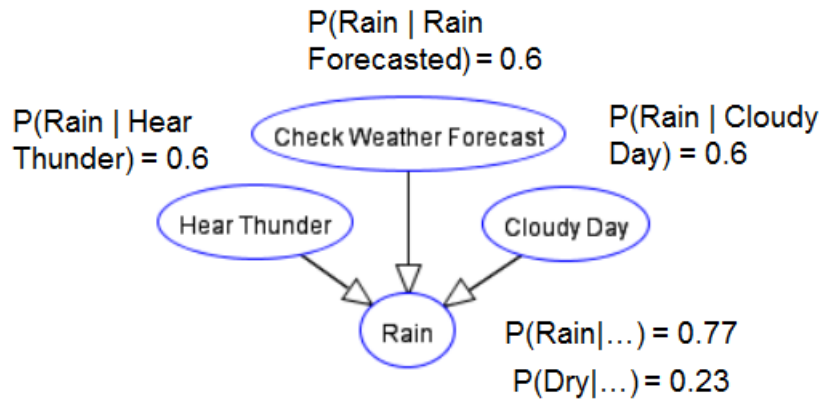 P(Rain | Rain
Forecasted) = 0.6
P(Rain | Hear
Thunder) = 0.6
Check Weather Forecast
P(Rain | Cloudy
Day) = 0.6
Hear Thunder
Cloudy Day
Rain
P(Rain|…) = 0.77
P(Dry|…) = 0.23